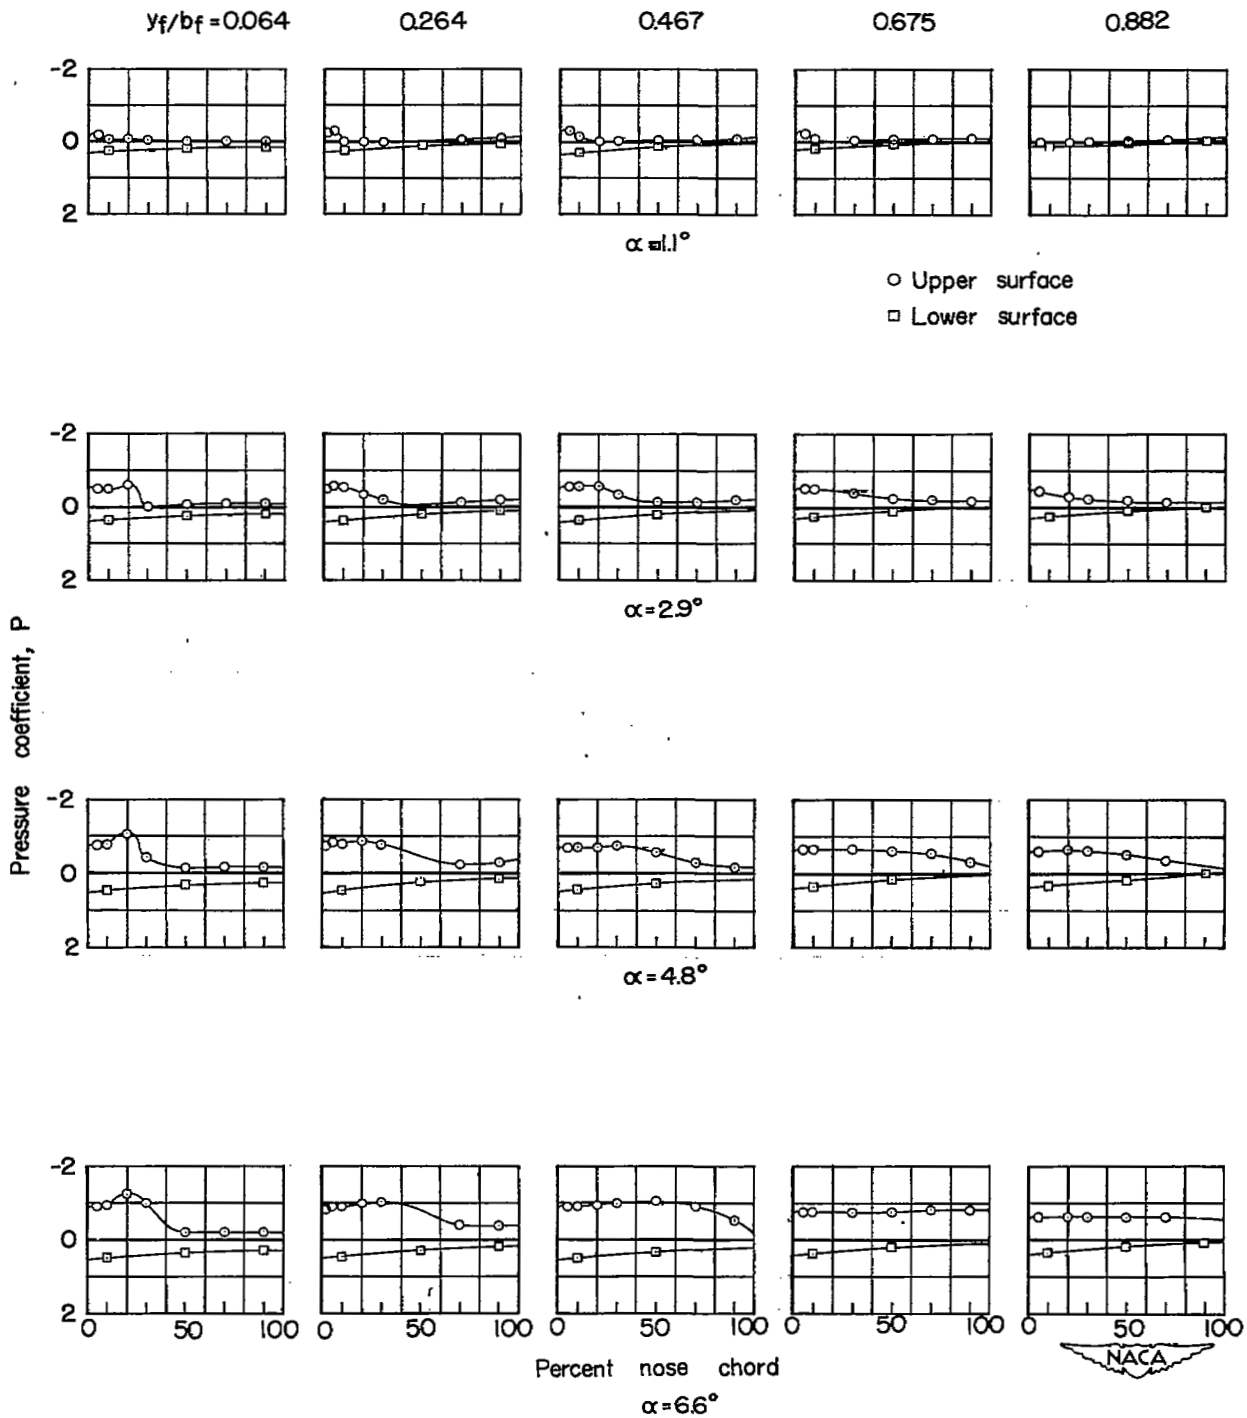 yf/bf = 0.064 0.264 0.467 0.675 0.882
-2
0
2
α = 1.1°
○ Upper surface
□ Lower surface
-2
0
2
α = 2.9°
Pressure coefficient, P
-2
0
2
α = 4.8°
-2
0
2
0 50 100 0 50 100 0 50 100 0 50 100 0 50 100
Percent nose chord
NACA
α = 6.6°